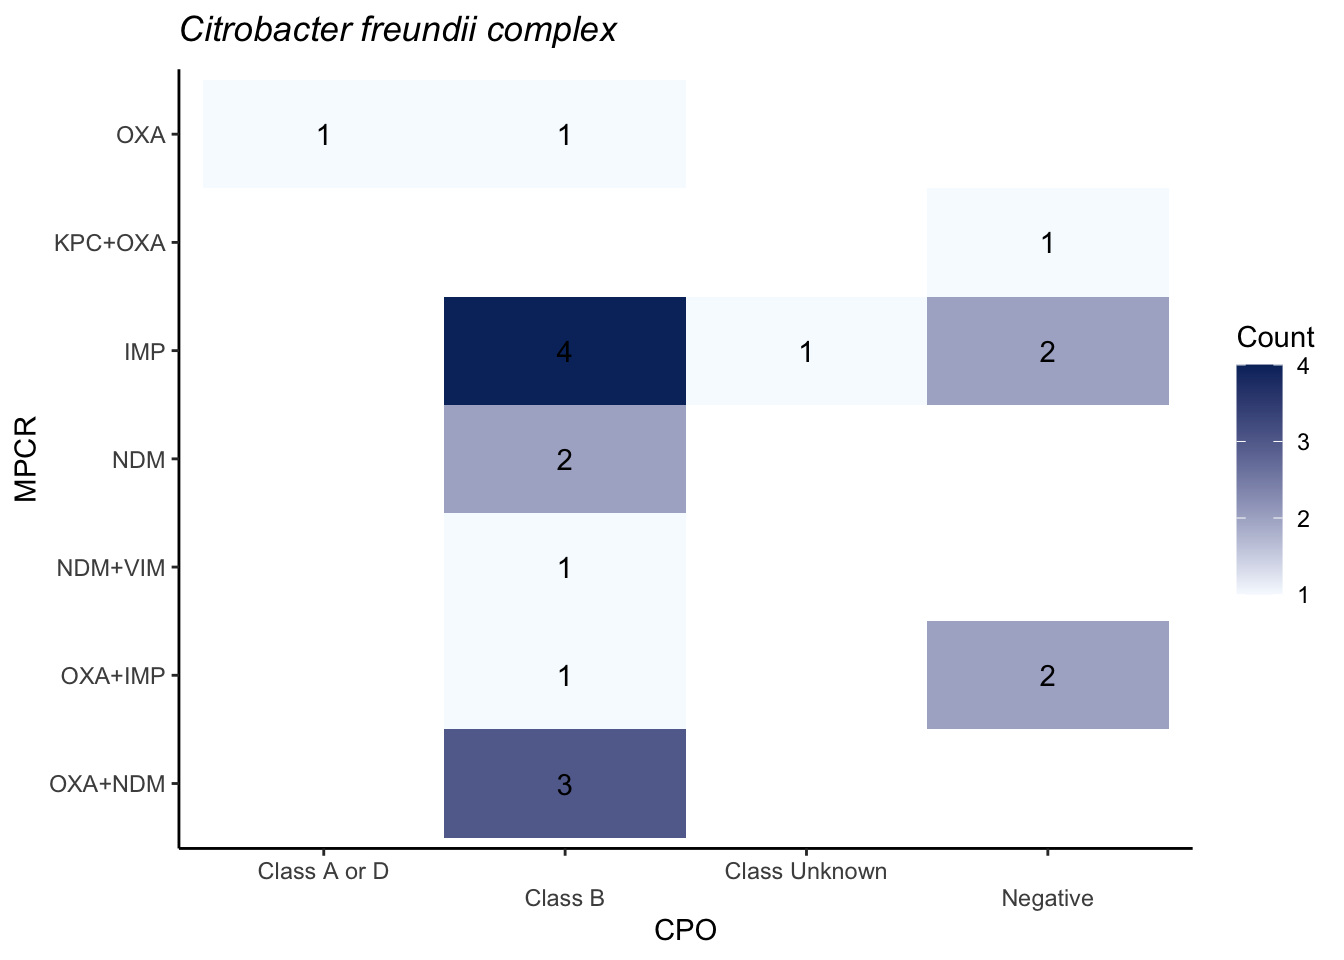 Citrobacter freundii complex
OXA
1
1
KPC+OXA
1
IMP
4
1
2
NDM
2
NDM+VIM
1
OXA+IMP
1
2
OXA+NDM
3
MPCR
Class A or D
Class B
Class Unknown
Negative
CPO
Count
4
3
2
1